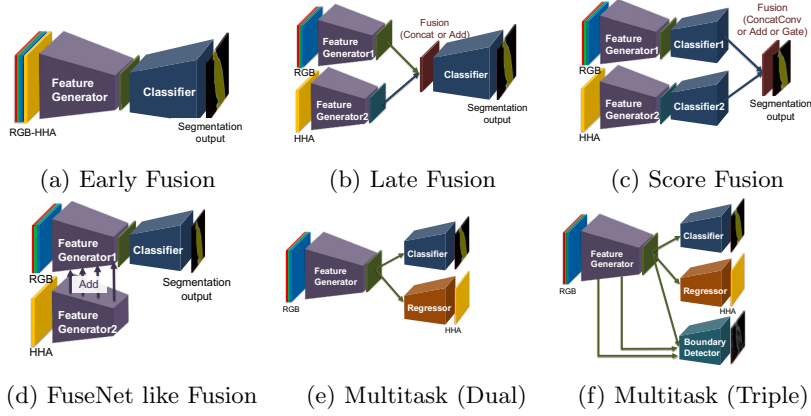 Feature
Generator
Classifier
RGB-HHA
Segmentation
output
(a) Early Fusion
Fusion
(Concat or Add)
Feature
Generator1
RGB
Feature
Generator2
HHA
Classifier
Segmentation
output
(b) Late Fusion
Fusion
(ConcatConv
or Add or Gate)
Feature
Generator1
Classifier1
RGB
Feature
Generator2
Classifier2
HHA
Segmentation
output
(c) Score Fusion
Feature
Generator1
Classifier
RGB
Add
Segmentation
output
Feature
Generator2
HHA
(d) FuseNet like Fusion
Classifier
Feature
Generator
RGB
Regressor
HHA
(e) Multitask (Dual)
Classifier
Feature
Generator
RGB
Regressor
HHA
Boundary
Detector
(f) Multitask (Triple)